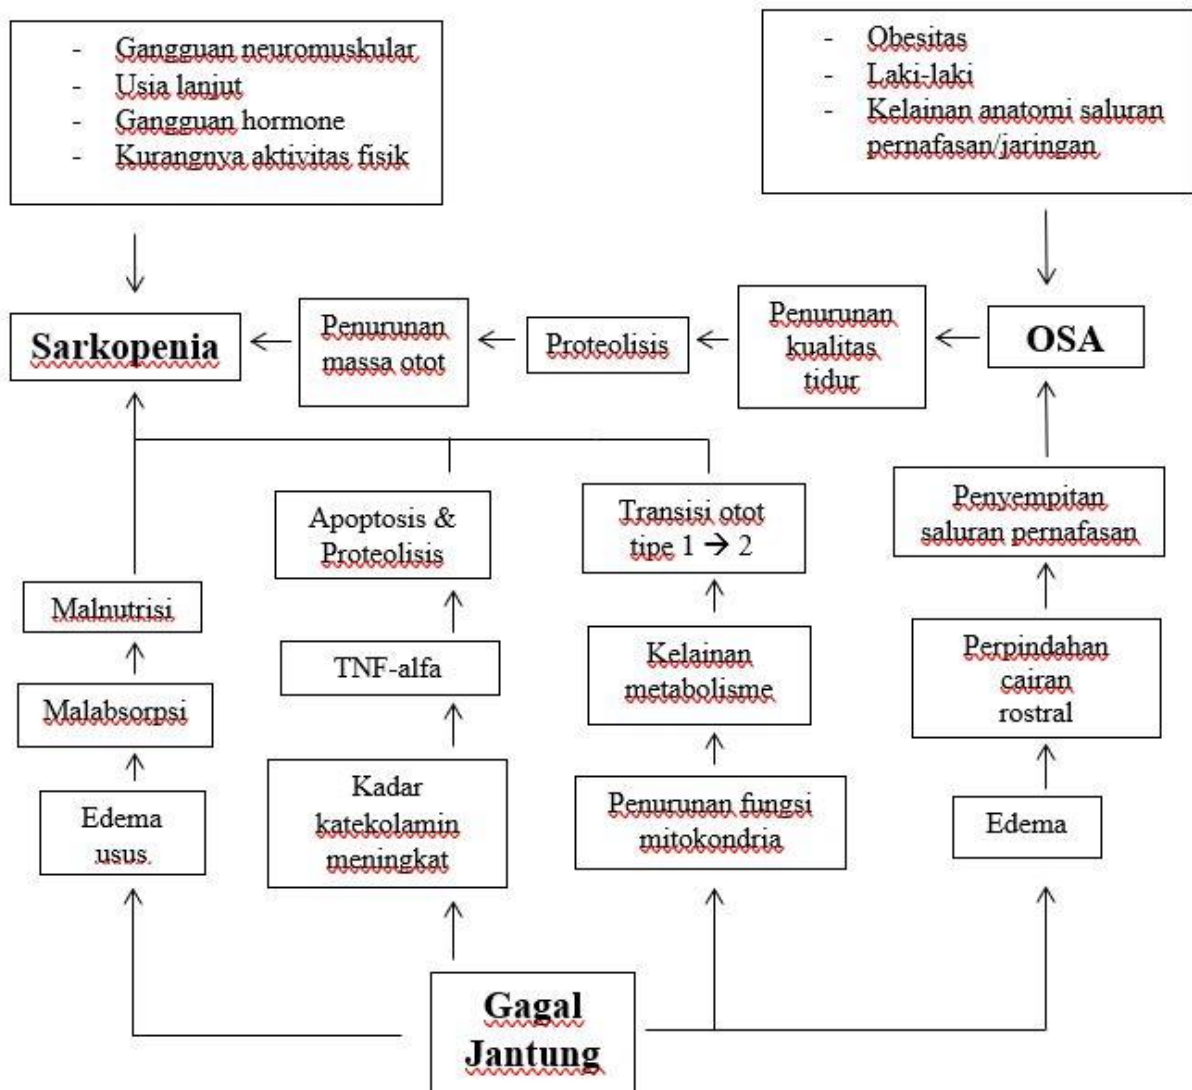 - Gangguan neuromuskular
- Usia lanjut
- Gangguan hormone
- Kurangnya aktivitas fisik
- Obesitas
- Laki-laki
- Kelainan anatomi saluran
pernafasan/jaringan
Sarkopenia
Penurunan
massa otot
Proteolisis
Penurunan
kualitas
tidur
OSA
Apoptosis &
Proteolisis
Transisi otot
tipe 1 → 2
Penyempitan
saluran pernafasan
Malnutrisi
TNF-alfa
Kelainan
metabolisme
Perpindahan
cairan
rostral
Malabsorpsi
Edema
usus
Kadar
katekolamin
meningkat
Penurunan fungsi
mitokondria
Edema
Gagal
Jantung